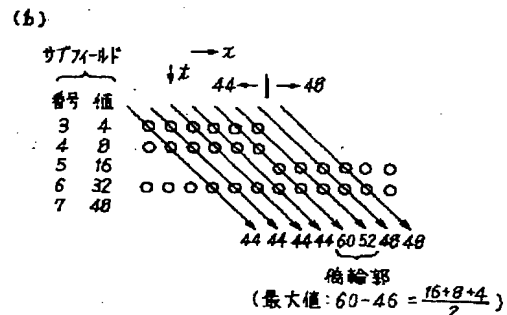 (b)
サブフィールド
→x
↓t
44←|→48
番号 値
3 4
4 8
5 16
6 32
7 48
44 44 44 44 60 52 48 48
偽輪郭
(最大値:60-46=\frac{16+8+4}{2})